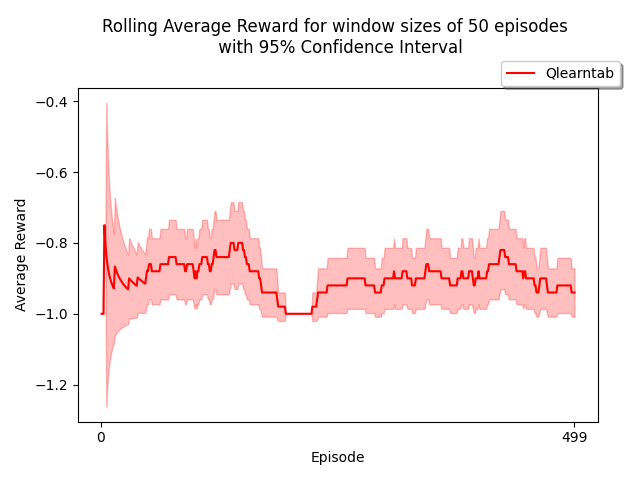 Rolling Average Reward for window sizes of 50 episodes
with 95% Confidence Interval
Qlearntab
−0.4
−0.6
−0.8
−1.0
−1.2
Average Reward
0
499
Episode